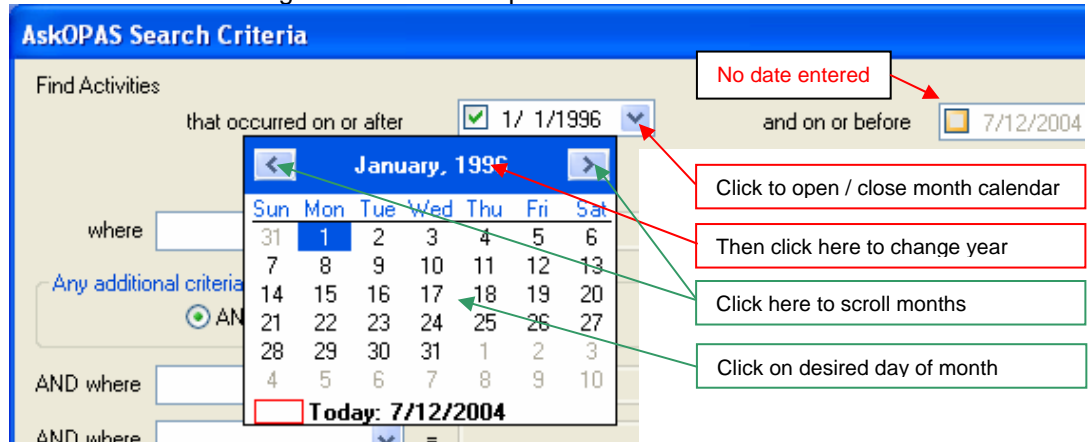 AskOPAS Search Criteria
No date entered
Find Activities
that occurred on or after 1/ 1/1996 and on or before 7/12/2004
January, 1996
Click to open / close month calendar
Sun Mon Tue Wed Thu Fri Sat
where 31 1 2 3 4 5 6
Then click here to change year
7 8 9 10 11 12 13
Any additional criteria
14 15 16 17 18 19 20
Click here to scroll months
AN
21 22 23 24 25 26 27
28 29 30 31 1 2 3
Click on desired day of month
AND where 4 5 6 7 8 9 10
Today: 7/12/2004
AND where =